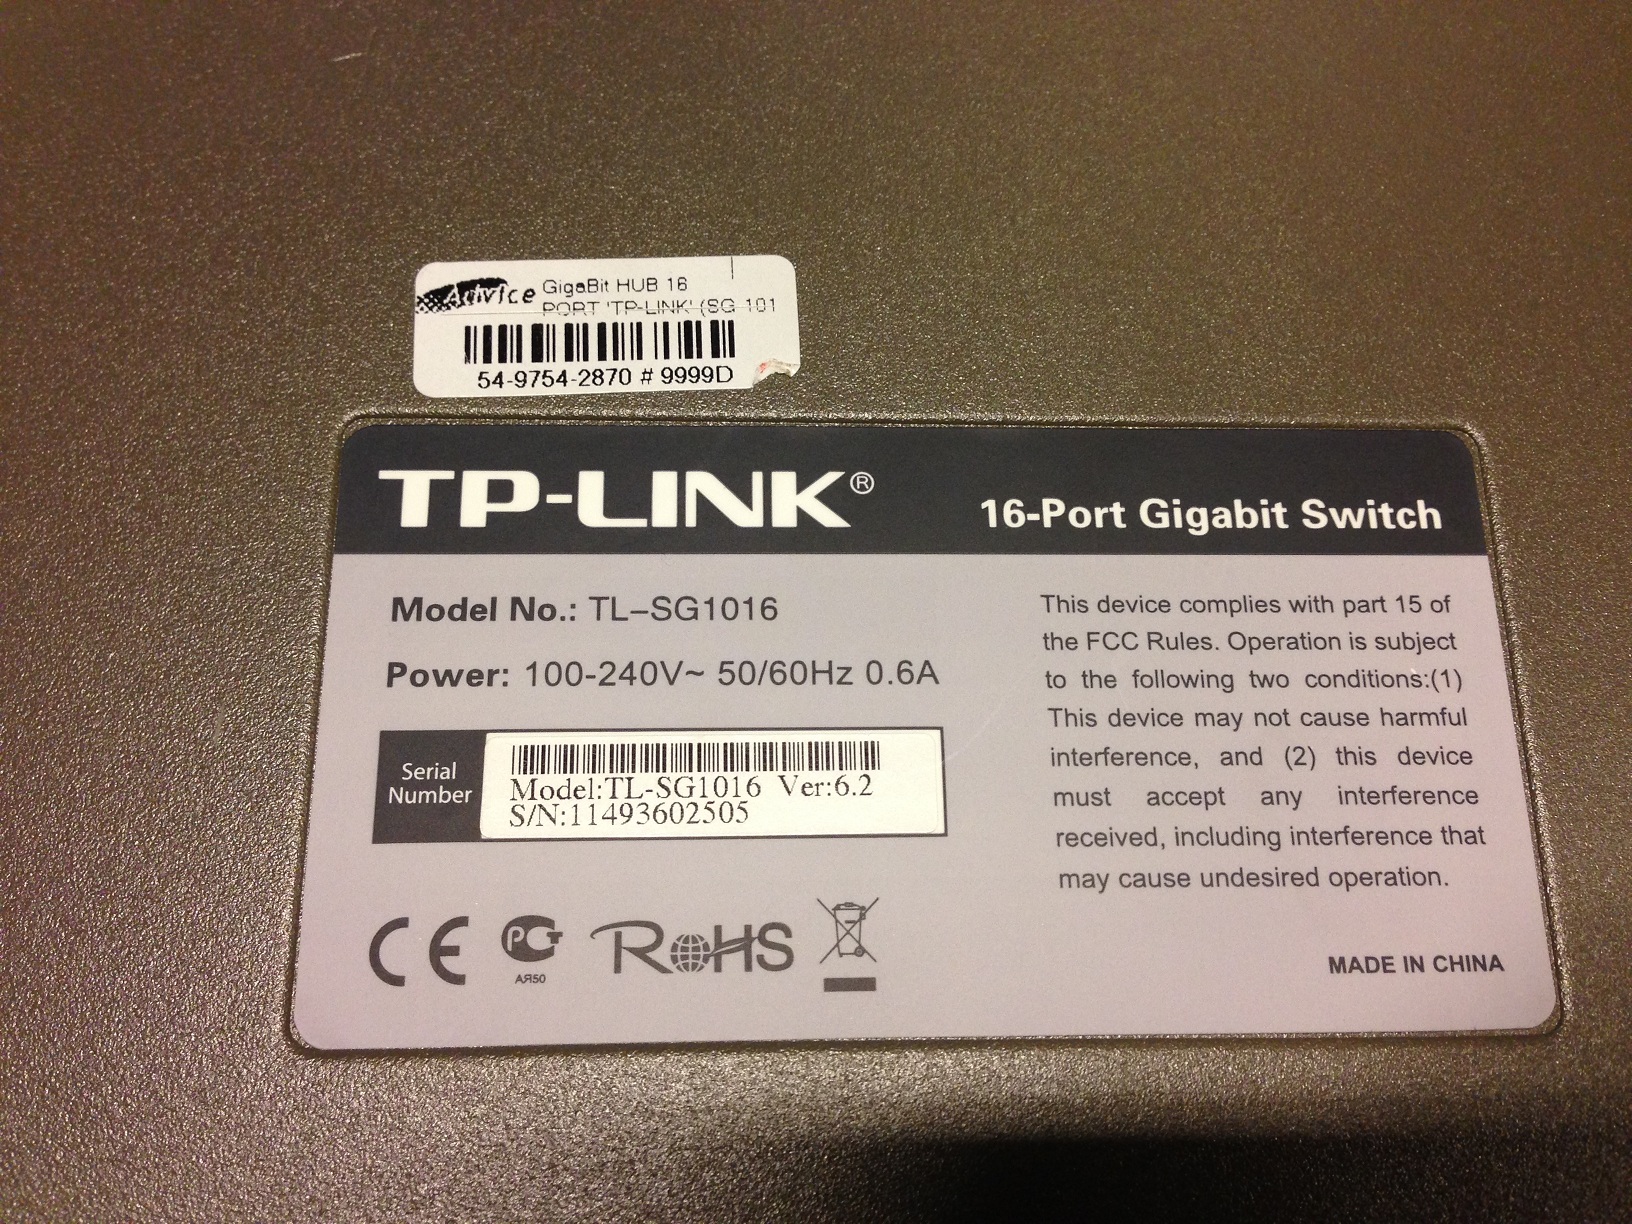 Advice GigaBit HUB 16
PORT 'TP-LINK' (SG 101
54-9754-2870 # 9999D
TP-LINK®
16-Port Gigabit Switch
Model No.: TL-SG1016
Power: 100-240V~ 50/60Hz 0.6A
Serial
Number
Model:TL-SG1016 Ver:6.2
S/N:11493602505
CE
PCT
АЯ50
RoHS
This device complies with part 15 of
the FCC Rules. Operation is subject
to the following two conditions:(1)
This device may not cause harmful
interference, and (2) this device
must accept any interference
received, including interference that
may cause undesired operation.
MADE IN CHINA